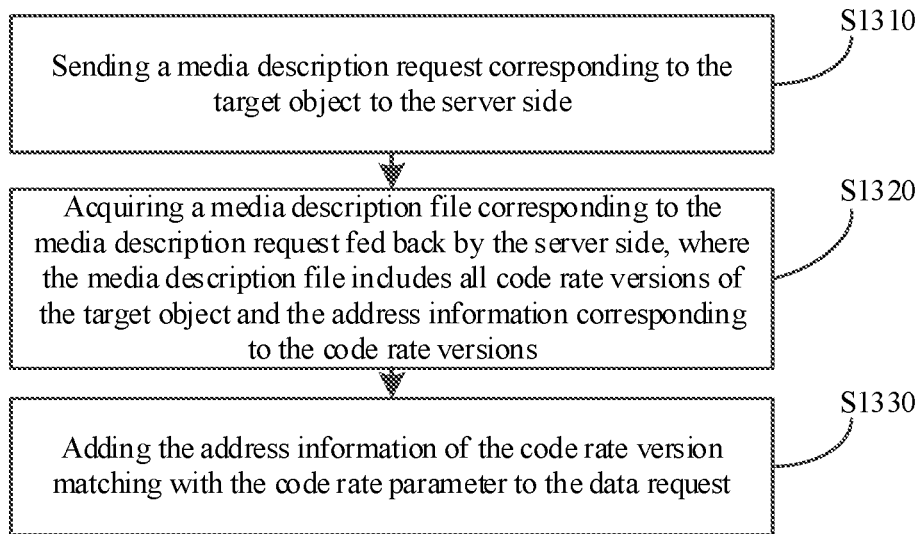 S1310
Sending a media description request corresponding to the
target object to the server side
S1320
Acquiring a media description file corresponding to the
media description request fed back by the server side, where
the media description file includes all code rate versions of
the target object and the address information corresponding
to the code rate versions
S1330
Adding the address information of the code rate version
matching with the code rate parameter to the data request